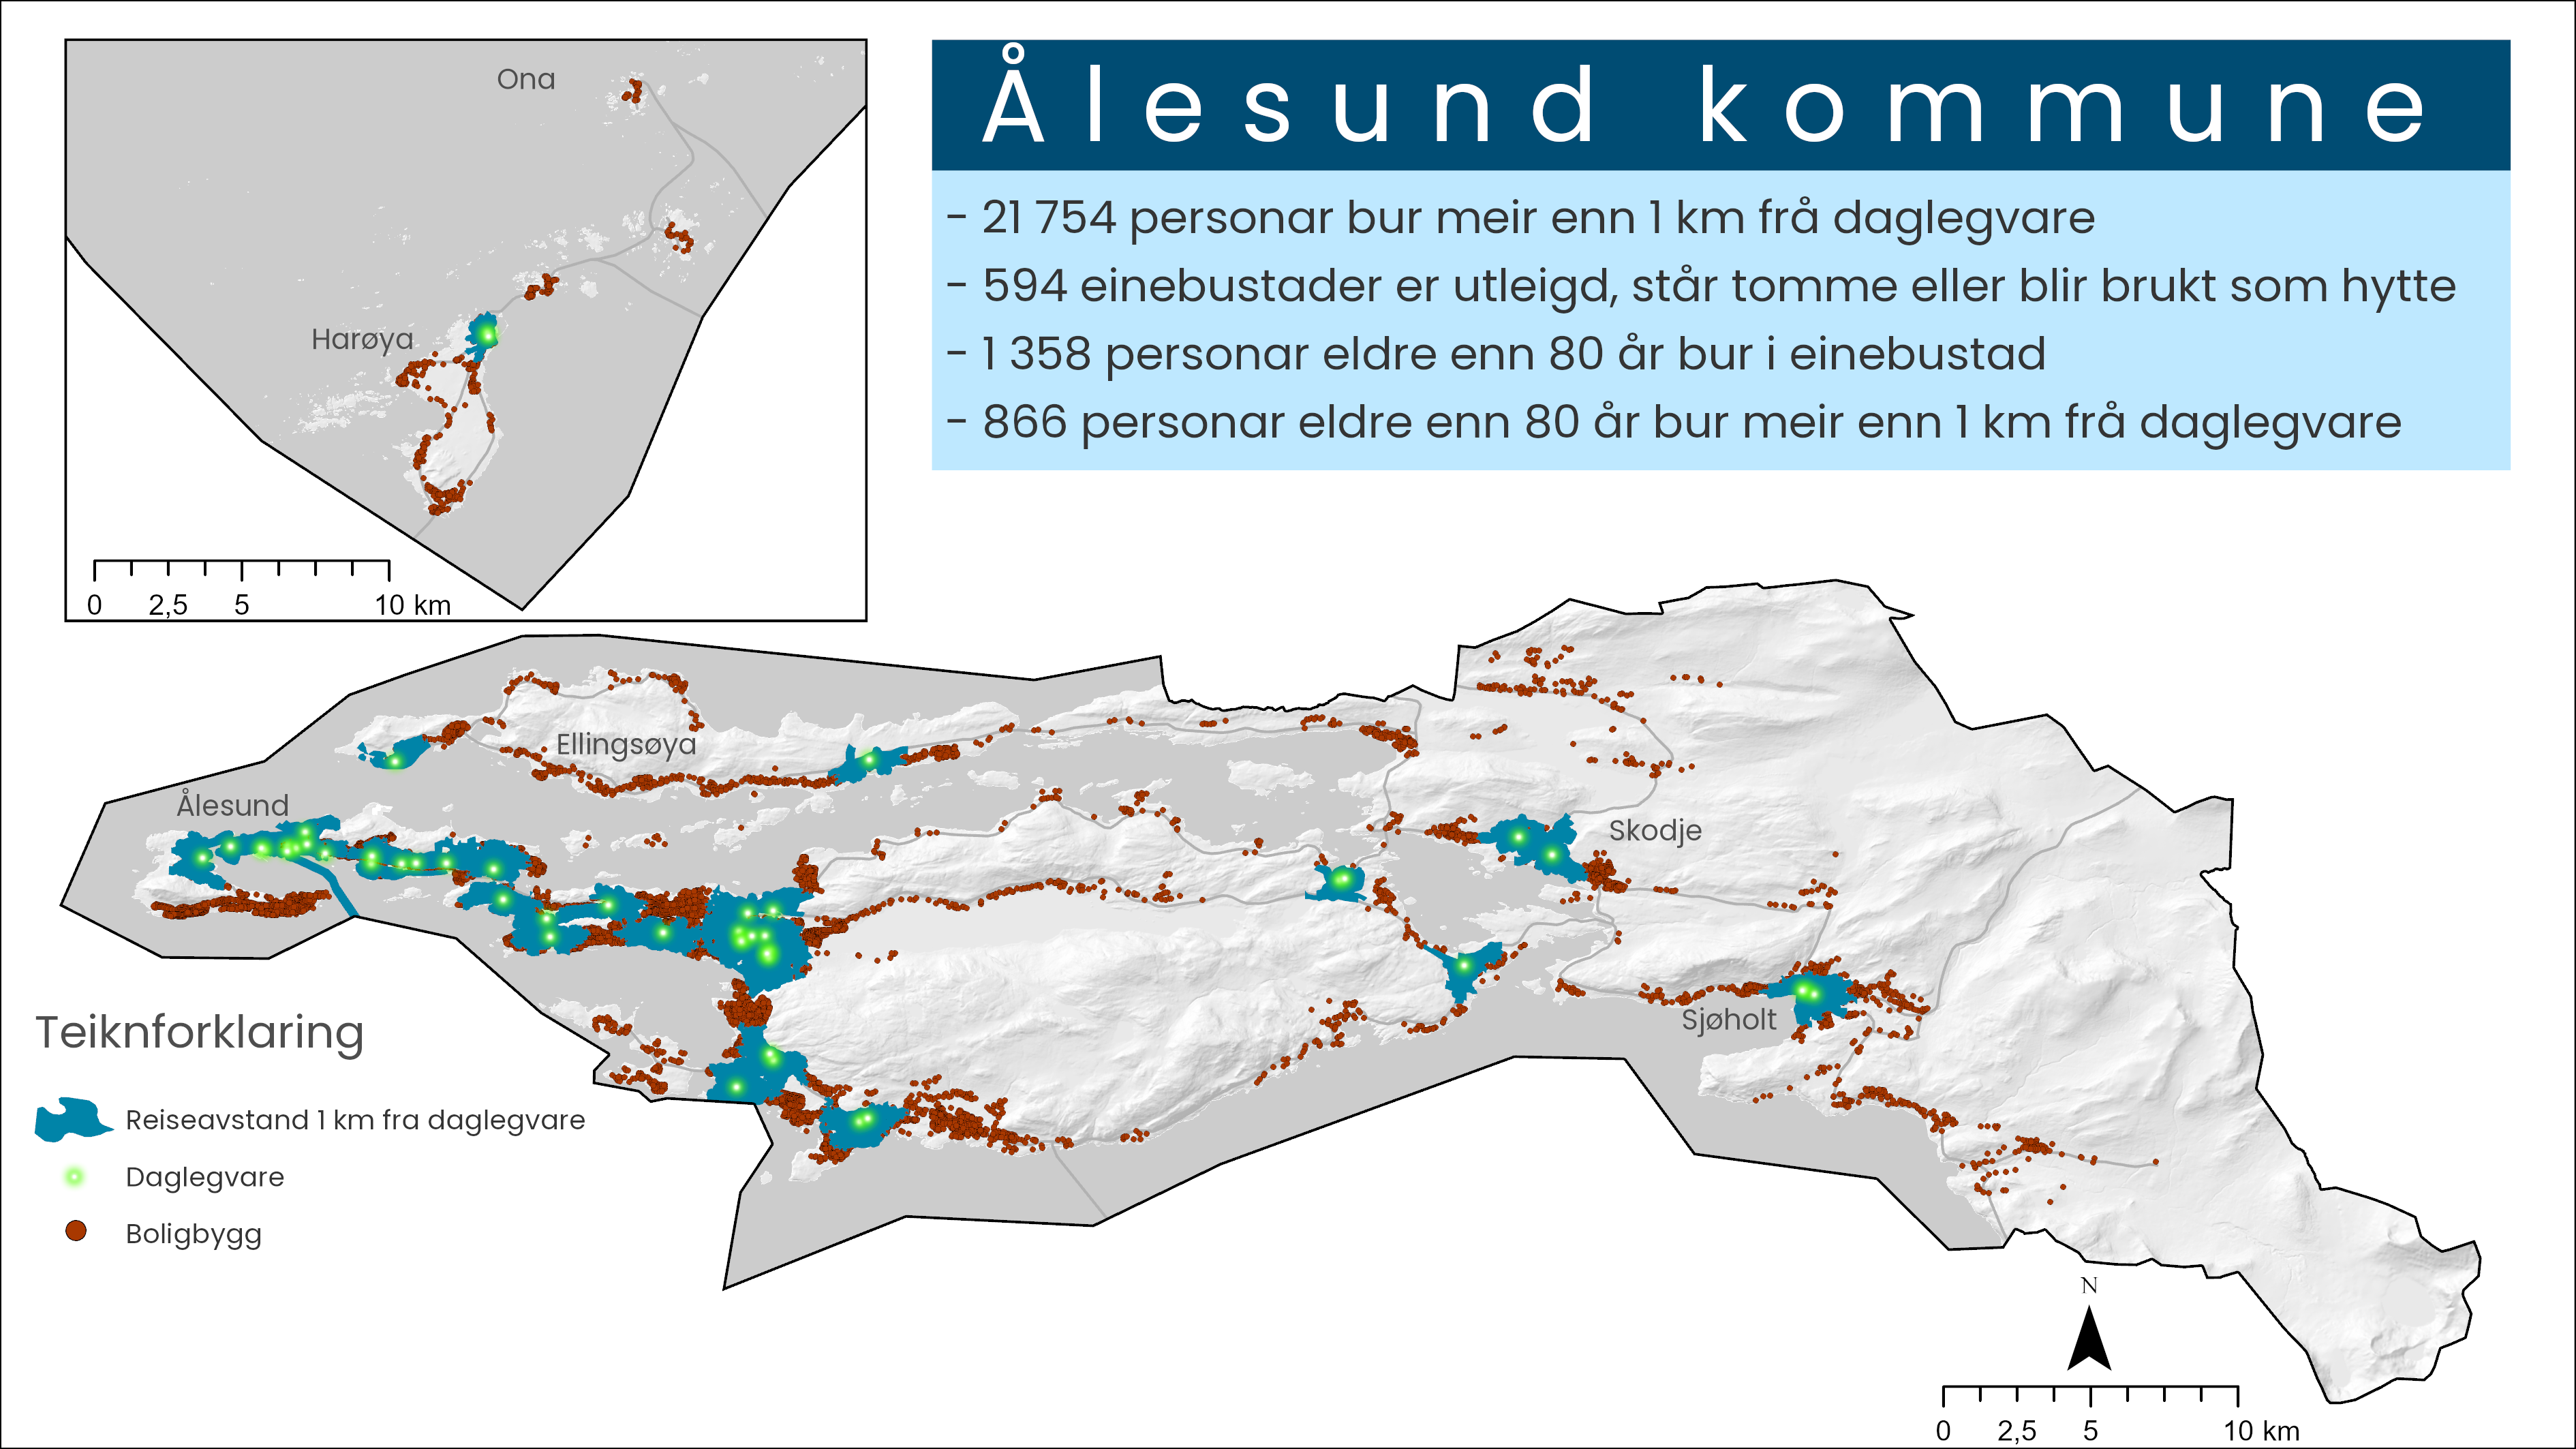 Ona
Harøya
0 2,5 5 10 km
Ålesund kommune
- 21 754 personar bur meir enn 1 km frå daglegvare
- 594 einebustader er utleigd, står tomme eller blir brukt som hytte
- 1 358 personar eldre enn 80 år bur i einebustad
- 866 personar eldre enn 80 år bur meir enn 1 km frå daglegvare
Ellingsøya
Ålesund
Skodje
Sjøholt
Teiknforklaring
Reiseavstand 1 km fra daglegvare
Daglegvare
Boligbygg
N
0 2,5 5 10 km